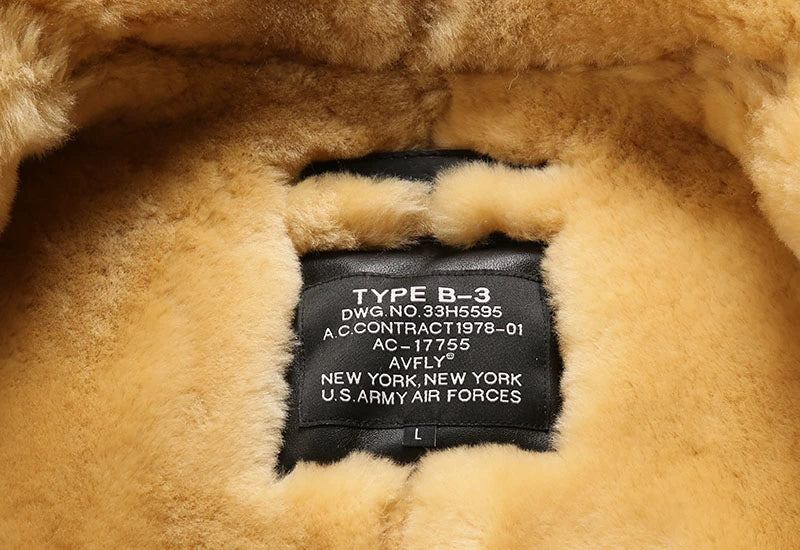 TYPE B-3
DWG.NO.33H5595
A.C.CONTRACT1978-01
AC-17755
AVFLY®
NEW YORK,NEW YORK
U.S.ARMY AIR FORCES
L